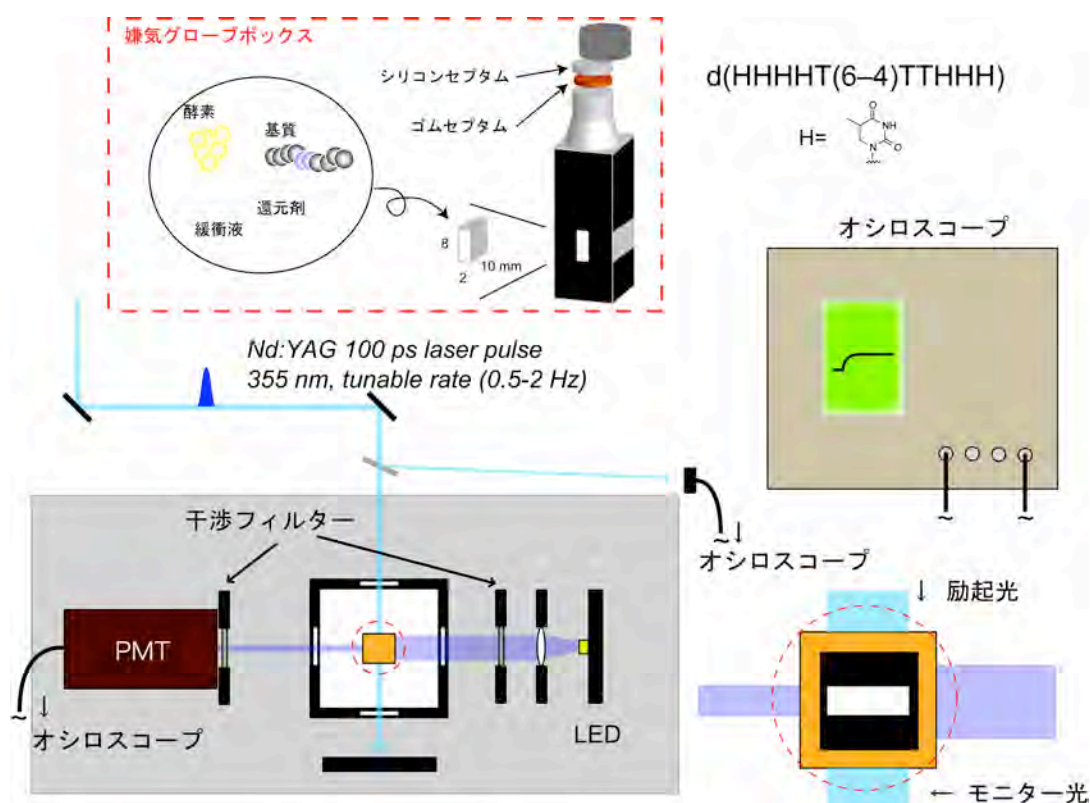 嫌気グローブボックス
シリコンセプタム
ゴムセプタム
酵素
基質
還元剤
緩衝液
8
2
10 mm
d(HHHHT(6–4)TTHHH)
H=
O
NH
N
O
オシロスコープ
Nd:YAG 100 ps laser pulse
355 nm, tunable rate (0.5-2 Hz)
干渉フィルター
~↓
オシロスコープ
~
~
PMT
~↓
オシロスコープ
LED
↓ 励起光
← モニター光